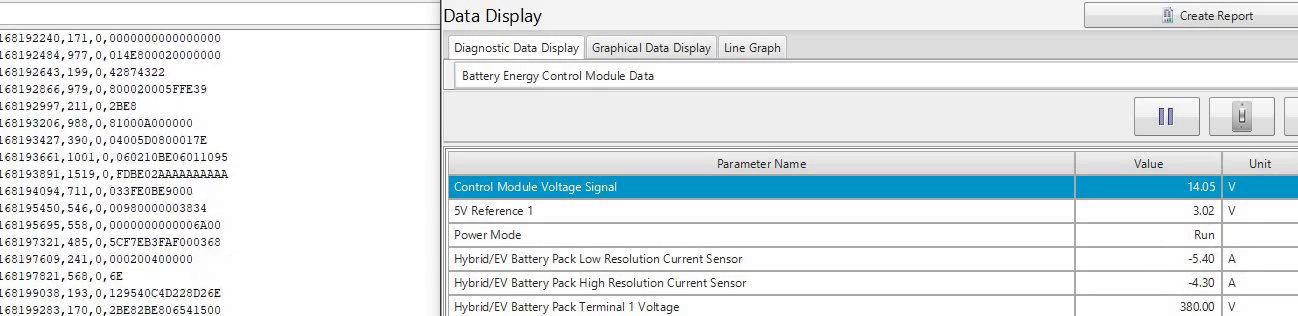 168192240,171,0,0000000000000000
168192484,977,0,014E800020000000
168192643,199,0,42874322
168192866,979,0,800020005FFE39
168192997,211,0,2BE8
168193206,988,0,81000A000000
168193427,390,0,04005D0800017E
168193661,1001,0,060210BE06011095
168193891,1519,0,FDBE02AAAAAAAAAA
168194094,711,0,033FE0BE9000
168195450,546,0,00980000003834
168195695,558,0,0000000000006A00
168197321,485,0,5CF7EB3FAF000368
168197609,241,0,000200400000
168197821,568,0,6E
168199038,193,0,129540C4D228D26E
168199283,170,0,2BE82BE806541500
Data Display
Create Report
Diagnostic Data Display Graphical Data Display Line Graph
Battery Energy Control Module Data
Parameter Name Value Unit
Control Module Voltage Signal 14.05 V
5V Reference 1 3.02 V
Power Mode Run
Hybrid/EV Battery Pack Low Resolution Current Sensor -5.40 A
Hybrid/EV Battery Pack High Resolution Current Sensor -4.30 A
Hybrid/EV Battery Pack Terminal 1 Voltage 380.00 V